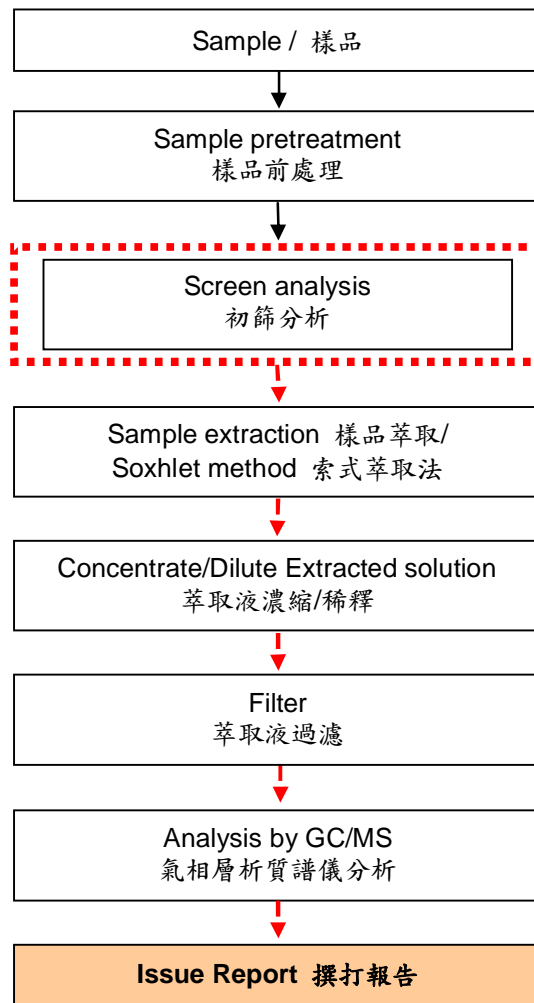 Sample / 樣品
Sample pretreatment
樣品前處理
Screen analysis
初篩分析
Sample extraction 樣品萃取/
Soxhlet method 索式萃取法
Concentrate/Dilute Extracted solution
萃取液濃縮/稀釋
Filter
萃取液過濾
Analysis by GC/MS
氣相層析質譜儀分析
Issue Report 撰打報告